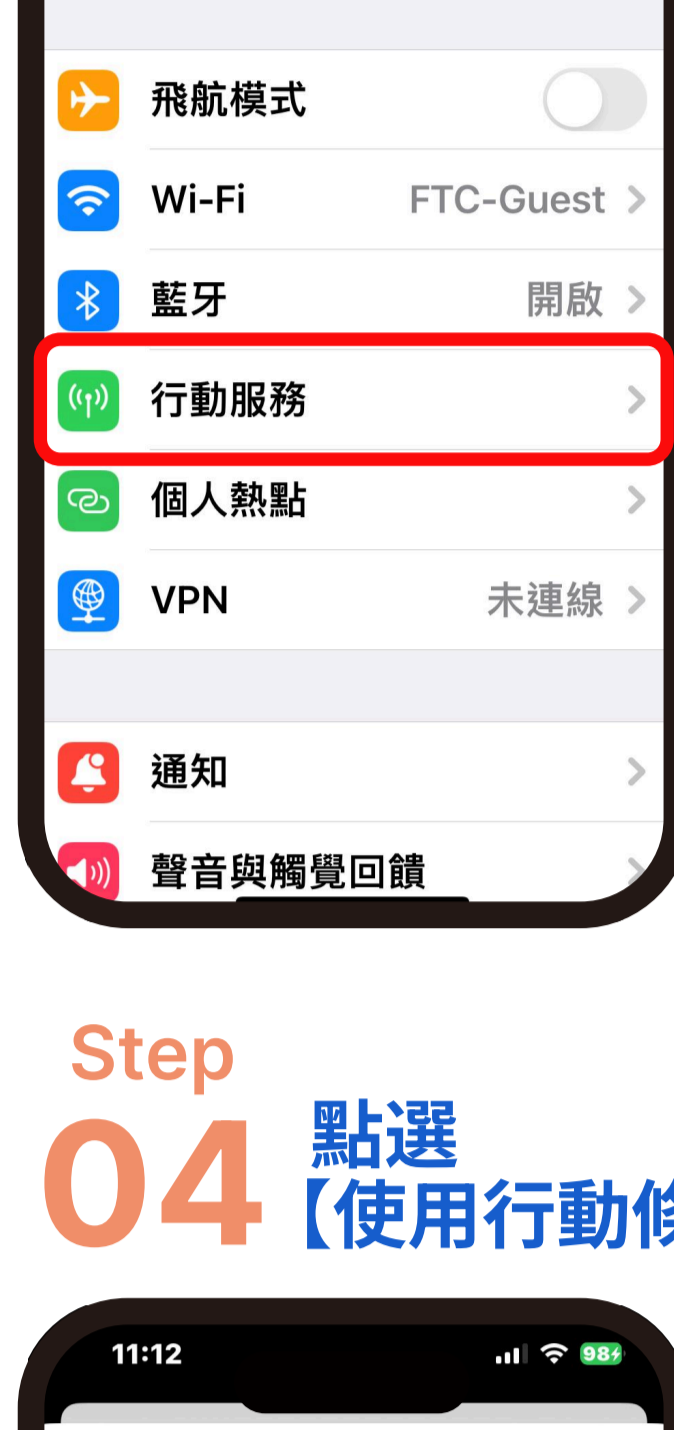 飛航模式
Wi-Fi FTC-Guest
藍牙 開啟
行動服務
個人熱點
VPN 未連線
通知
聲音與觸覺回饋
Step
04
點選
【使用行動條
11:12 98